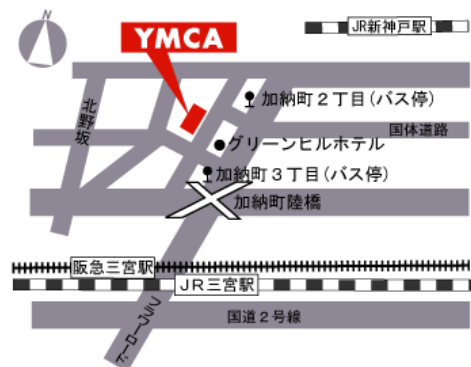 N
JR新神戸駅
YMCA
北野坂
加納町2丁目(バス停)
国体道路
グリーンヒルホテル
加納町3丁目(バス停)
加納町陸橋
阪急三宮駅
JR三宮駅
フラワーロード
国道2号線